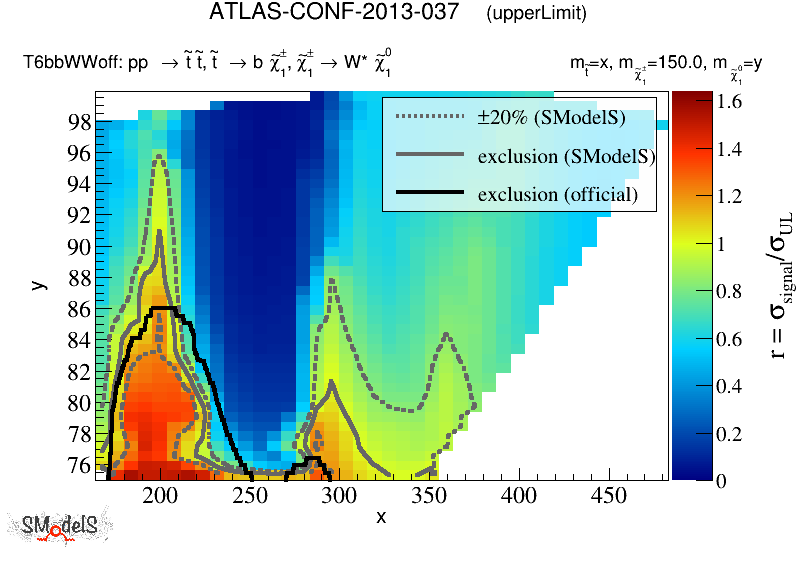 ATLAS-CONF-2013-037 (upperLimit)
T6bbWWoff: pp → t̃ t̃, t̃ → b χ̃₁±, χ̃₁± → W* χ̃₁⁰ m_t̃=x, m_χ̃₁±=150.0, m_χ̃₁⁰=y
±20% (SModelS)
exclusion (SModelS)
exclusion (official)
98
96
94
92
90
88
86
84
82
80
78
76
y
200 250 300 350 400 450
x
1.6
1.4
1.2
1
0.8
0.6
0.4
0.2
0
r = σ_signal/σ_UL
SModelS